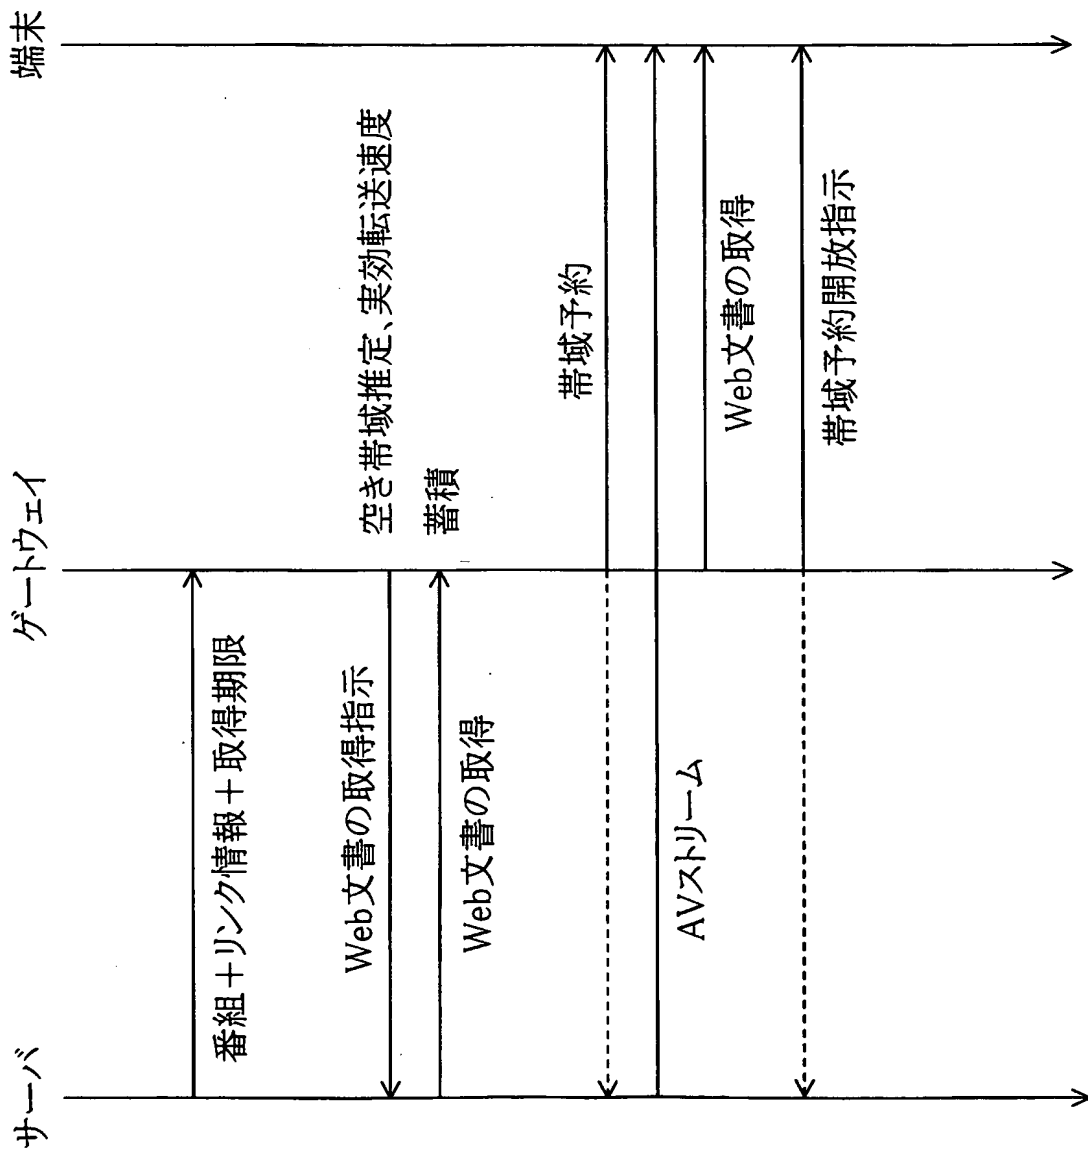 サーバ
ゲートウェイ
端末
番組+リンク情報+取得期限
Web文書の取得指示
空き帯域推定、実効転送速度
Web文書の取得
蓄積
帯域予約
AVストリーム
Web文書の取得
帯域予約開放指示